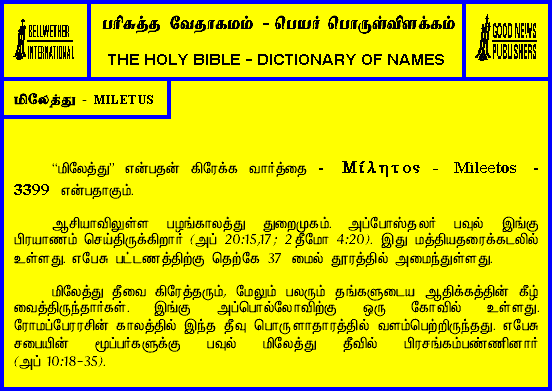 BELLWETHER
INTERNATIONAL
பரிசுத்த வேதாகமம் - பெயர் பொருள்விளக்கம்
THE HOLY BIBLE - DICTIONARY OF NAMES
GOOD NEWS
PUBLISHERS
மிலேத்து - MILETUS
“மிலேத்து” என்பதன் கிரேக்க வார்த்தை - Μίλητος - Mileetos -
3399 என்பதாகும்.
ஆசியாவிலுள்ள பழங்காலத்து துறைமுகம். அப்போஸ்தலர் பவுல் இங்கு
பிரயாணம் செய்திருக்கிறார் (அப் 20:15,17; 2தீமோ 4:20). இது மத்தியதரைக்கடலில்
உள்ளது. எபேசு பட்டணத்திற்கு தெற்கே 37 மைல் தூரத்தில் அமைந்துள்ளது.
மிலேத்து தீவை கிரேத்தரும், மேலும் பலரும் தங்களுடைய ஆதிக்கத்தின் கீழ்
வைத்திருந்தார்கள். இங்கு அப்பொல்லோவிற்கு ஒரு கோவில் உள்ளது.
ரோமப்பேரரசின் காலத்தில் இந்த தீவு பொருளாதாரத்தில் வளம்பெற்றிருந்தது. எபேசு
சபையின் மூப்பர்களுக்கு பவுல் மிலேத்து தீவில் பிரசங்கம்பண்ணினார்
(அப் 10:18-35).